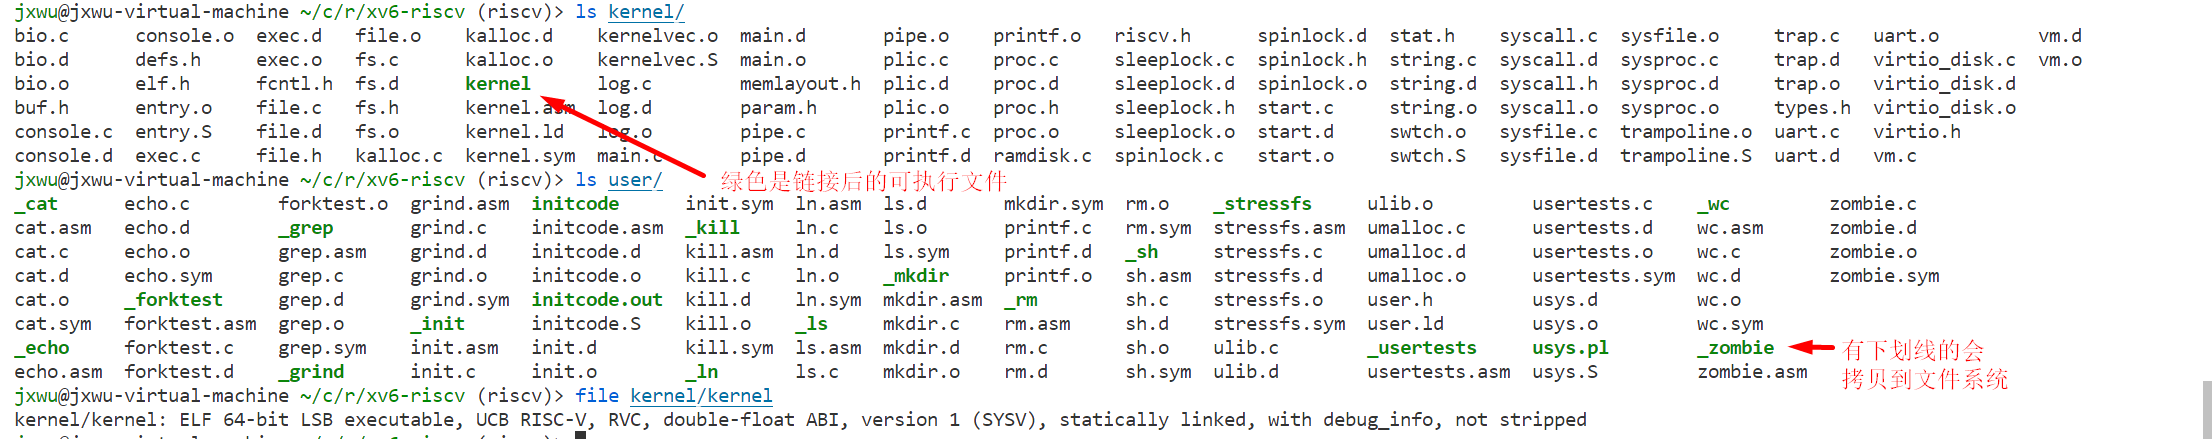 jxwu@jxwu-virtual-machine ~/c/r/xv6-riscv (riscv)> ls kernel/
bio.c console.o exec.d file.o kalloc.d kernelvec.o main.d pipe.o printf.o riscv.h spinlock.d stat.h syscall.c sysfile.o trap.c uart.o vm.d
bio.d defs.h exec.o fs.c kalloc.o kernelvec.S main.o plic.c proc.c sleeplock.c spinlock.h string.c syscall.d sysproc.c trap.d virtio_disk.c vm.o
bio.o elf.h fcntl.h fs.d kernel log.c memlayout.h plic.d proc.d sleeplock.d spinlock.o string.d syscall.h sysproc.d trap.o virtio_disk.d
buf.h entry.o file.c fs.h kernel.asm log.d param.h plic.o proc.h sleeplock.h start.c string.o syscall.o sysproc.o types.h virtio_disk.o
console.c entry.S file.d fs.o kernel.ld log.o pipe.c printf.c proc.o sleeplock.o start.d swtch.o sysfile.c trampoline.o uart.c virtio.h
console.d exec.c file.h kalloc.c kernel.sym main.c pipe.d printf.d ramdisk.c spinlock.c start.o swtch.S sysfile.d trampoline.S uart.d vm.c
jxwu@jxwu-virtual-machine ~/c/r/xv6-riscv (riscv)> ls user/
绿色是链接后的可执行文件
_cat echo.c forktest.o grind.asm initcode init.sym ln.asm ls.d mkdir.sym rm.o _stressfs ulib.o usertests.c _wc zombie.c
cat.asm echo.d _grep grind.c initcode.asm _kill ln.c ls.o printf.c rm.sym stressfs.asm umalloc.c usertests.d wc.asm zombie.d
cat.c echo.o grep.asm grind.d initcode.d kill.asm ln.d ls.sym printf.d _sh stressfs.c umalloc.d usertests.o wc.c zombie.o
cat.d echo.sym grep.c grind.o initcode.o kill.c ln.o _mkdir printf.o sh.asm stressfs.d umalloc.o usertests.sym wc.d zombie.sym
cat.o _forktest grep.d grind.sym initcode.out kill.d ln.sym mkdir.asm _rm sh.c stressfs.o user.h usys.d wc.o
cat.sym forktest.asm grep.o _init initcode.S kill.o _ls mkdir.c rm.asm sh.d stressfs.sym user.ld usys.o wc.sym
_echo forktest.c grep.sym init.asm init.d kill.sym ls.asm mkdir.d rm.c sh.o ulib.c _usertests usys.pl _zombie
echo.asm forktest.d _grind init.c init.o _ln ls.c mkdir.o rm.d sh.sym ulib.d usertests.asm usys.S zombie.asm
有下划线的会
拷贝到文件系统
jxwu@jxwu-virtual-machine ~/c/r/xv6-riscv (riscv)> file kernel/kernel
kernel/kernel: ELF 64-bit LSB executable, UCB RISC-V, RVC, double-float ABI, version 1 (SYSV), statically linked, with debug_info, not stripped